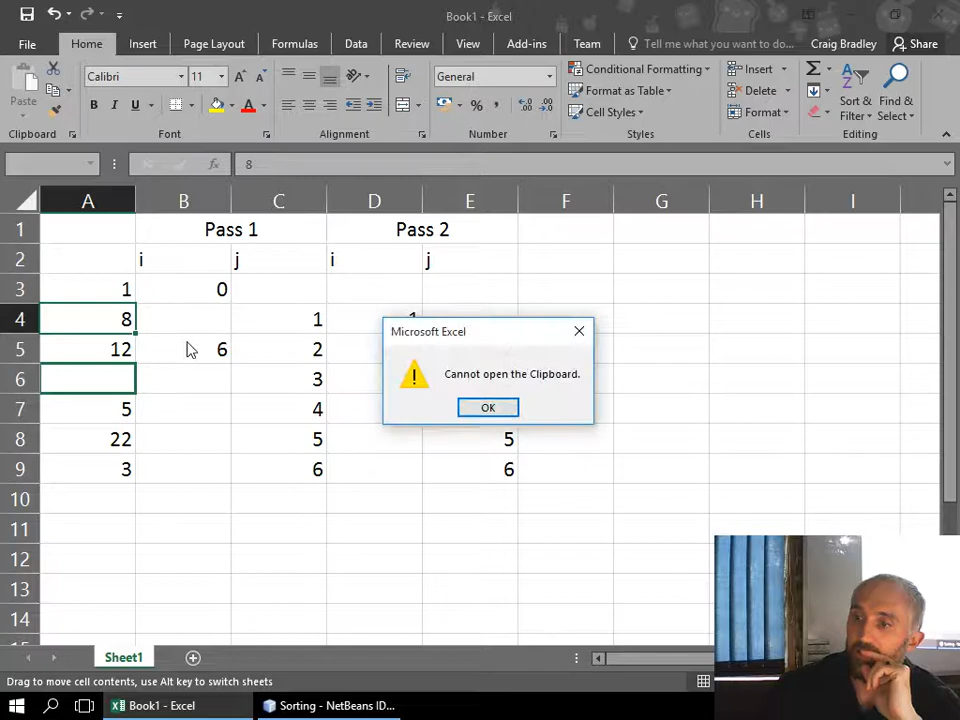 Book1 - Excel
File Home Insert Page Layout Formulas Data Review View Add-ins Team Tell me what you want to do... Craig Bradley Share
Calibri 11 General Conditional Formatting Insert
Paste Format as Table Delete Sort & Find &
B I U % Cell Styles Format Filter Select
Clipboard Font Alignment Number Styles Cells Editing
fx 8
A B C D E F G H I
1 Pass 1 Pass 2
2 i j i j
3 1 0
4 8 1 1
5 12 6 2
6 3
7 5 4
8 22 5 5
9 3 6 6
10
11
12
13
14
Microsoft Excel
Cannot open the Clipboard.
OK
Sheet1
Drag to move cell contents, use Alt key to switch sheets
Book1 - Excel Sorting - NetBeans ID...